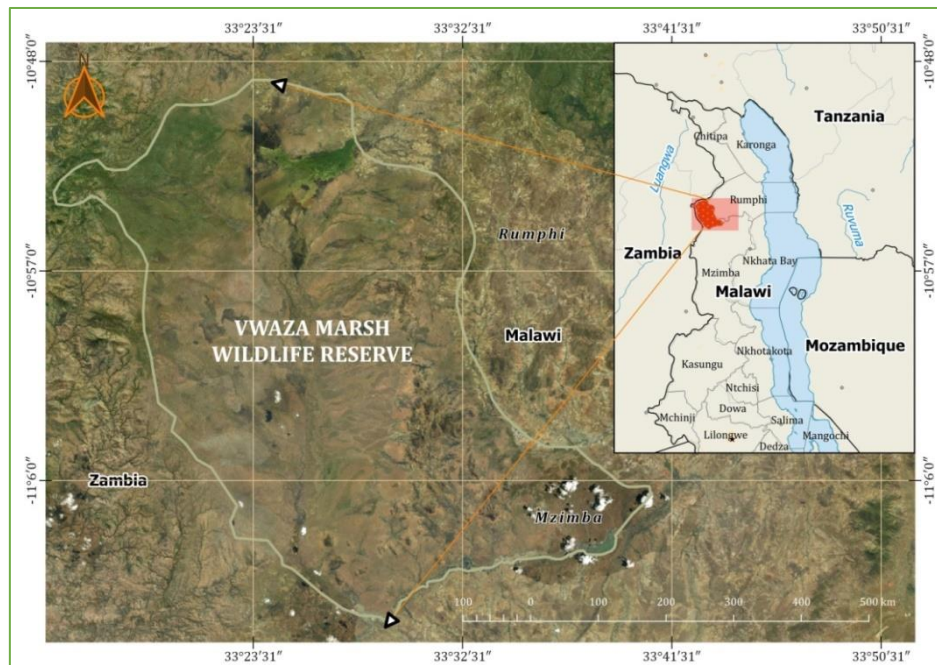 33°23'31"
33°32'31"
33°41'31"
33°50'31"
-10°48'0"
-10°48'0"
N
Tanzania
Chitipa
Karonga
Luangwa
Rumphi
Ruvuma
Zambia
Nkhata Bay
Mzimba
Malawi
Mozambique
Nkhotakota
Kasungu
Ntchisi
Dowa
Mchinji
Salima
Lilongwe
Mangochi
Dedza
Rumphi
-10°57'0"
-10°57'0"
VWAZA MARSH
WILDLIFE RESERVE
Malawi
Zambia
-11°6'0"
-11°6'0"
Mzimba
100 0 100 200 300 400 500 km
33°23'31"
33°32'31"
33°41'31"
33°50'31"